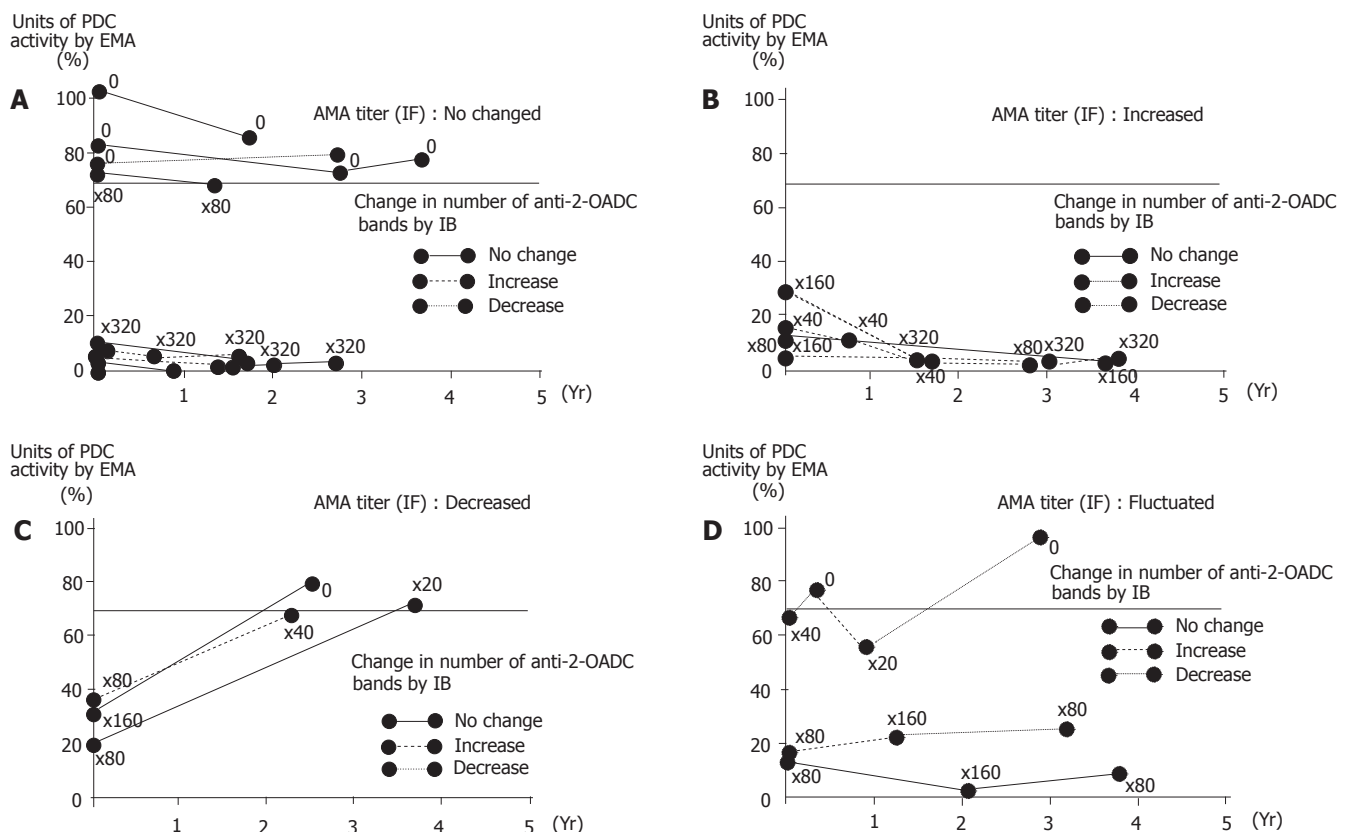 Units of PDC
activity by EMA
(%)
A
AMA titer (IF) : No changed
100
80
60
40
20
0
0
0
0
0
0
0
x80
x80
Change in number of anti-2-OADC
bands by IB
No change
Increase
Decrease
x320
x320
x320
x320
x320
1
2
3
4
5
(Yr)
Units of PDC
activity by EMA
(%)
B
AMA titer (IF) : Increased
100
80
60
40
20
0
Change in number of anti-2-OADC
bands by IB
No change
Increase
Decrease
x160
x40
x40
x80
x160
x320
x40
x80
x320
x320
x160
1
2
3
4
5
(Yr)
Units of PDC
activity by EMA
(%)
C
AMA titer (IF) : Decreased
100
80
60
40
20
0
0
x20
x40
x80
x160
x80
Change in number of anti-2-OADC
bands by IB
No change
Increase
Decrease
1
2
3
4
5
(Yr)
Units of PDC
activity by EMA
(%)
D
AMA titer (IF) : Fluctuated
100
80
60
40
20
0
0
0
x40
x20
Change in number of anti-2-OADC
bands by IB
No change
Increase
Decrease
x80
x160
x80
x80
x160
x80
1
2
3
4
5
(Yr)